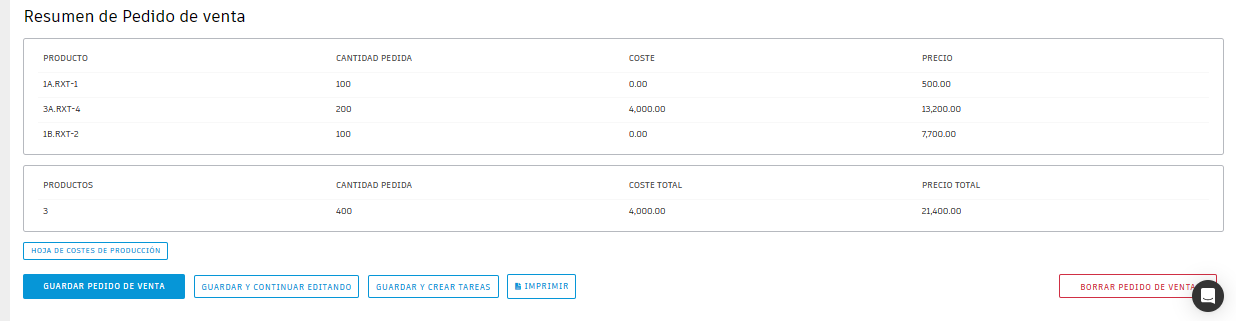 Resumen de Pedido de venta
PRODUCTO CANTIDAD PEDIDA COSTE PRECIO
1A.RXT-1 100 0.00 500.00
3A.RXT-4 200 4,000.00 13,200.00
1B.RXT-2 100 0.00 7,700.00
PRODUCTOS CANTIDAD PEDIDA COSTE TOTAL PRECIO TOTAL
3 400 4,000.00 21,400.00
HOJA DE COSTES DE PRODUCCIÓN
GUARDAR PEDIDO DE VENTA GUARDAR Y CONTINUAR EDITANDO GUARDAR Y CREAR TAREAS IMPRIMIR BORRAR PEDIDO DE VENTA